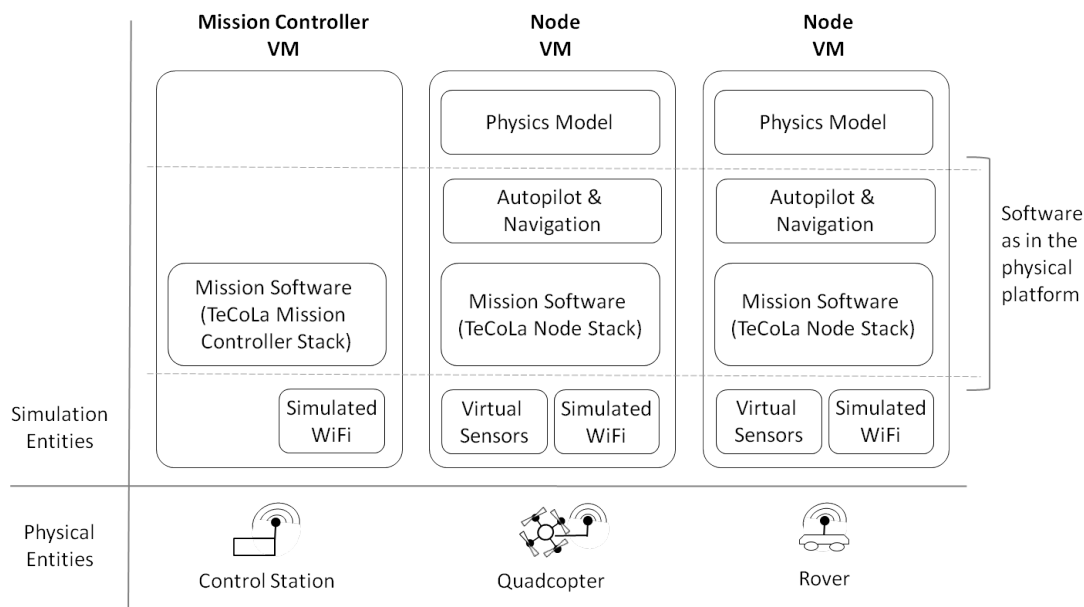 Mission Controller
VM
Node
VM
Node
VM
Physics Model
Physics Model
Autopilot &
Navigation
Autopilot &
Navigation
Software
as in the
physical
platform
Mission Software
(TeCoLa Mission
Controller Stack)
Mission Software
(TeCoLa Node Stack)
Mission Software
(TeCoLa Node Stack)
Simulation
Entities
Simulated
WiFi
Virtual
Sensors
Simulated
WiFi
Virtual
Sensors
Simulated
WiFi
Physical
Entities
Control Station
Quadcopter
Rover